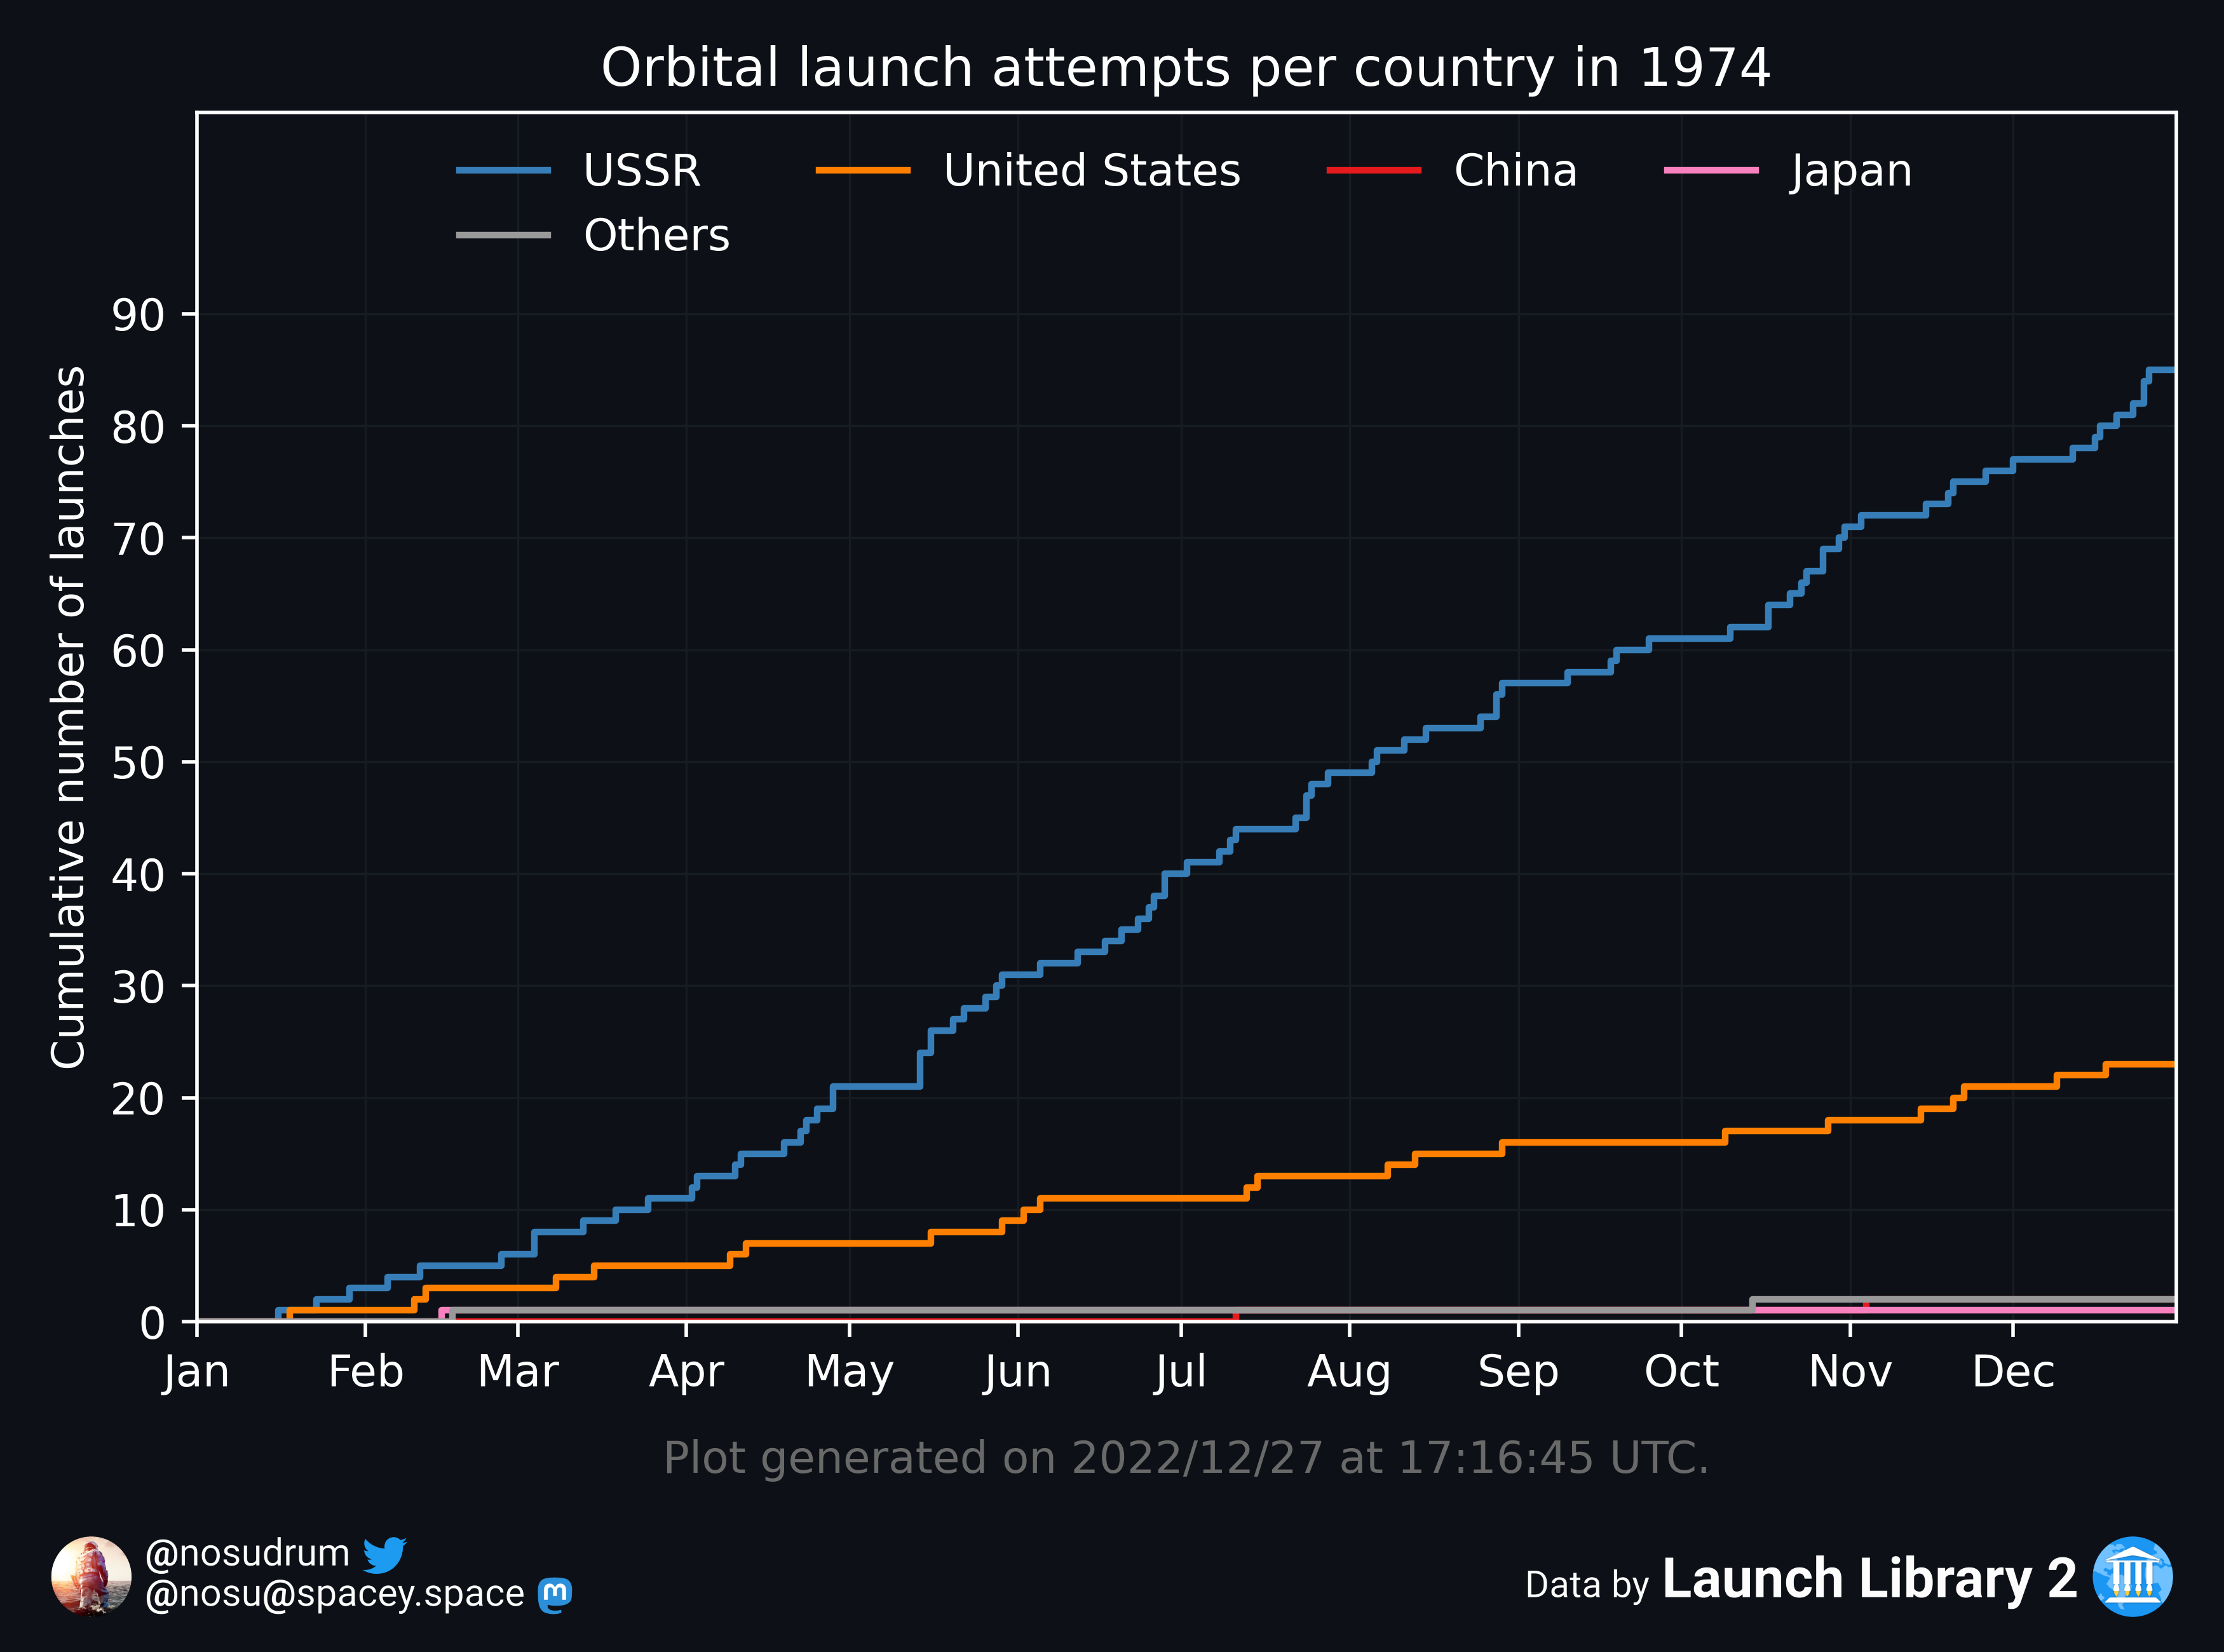 Orbital launch attempts per country in 1974
USSR United States China Japan
Others
Cumulative number of launches
90
80
70
60
50
40
30
20
10
0
Jan Feb Mar Apr May Jun Jul Aug Sep Oct Nov Dec
Plot generated on 2022/12/27 at 17:16:45 UTC.
@nosudrum
@nosu@spacey.space
Data by Launch Library 2